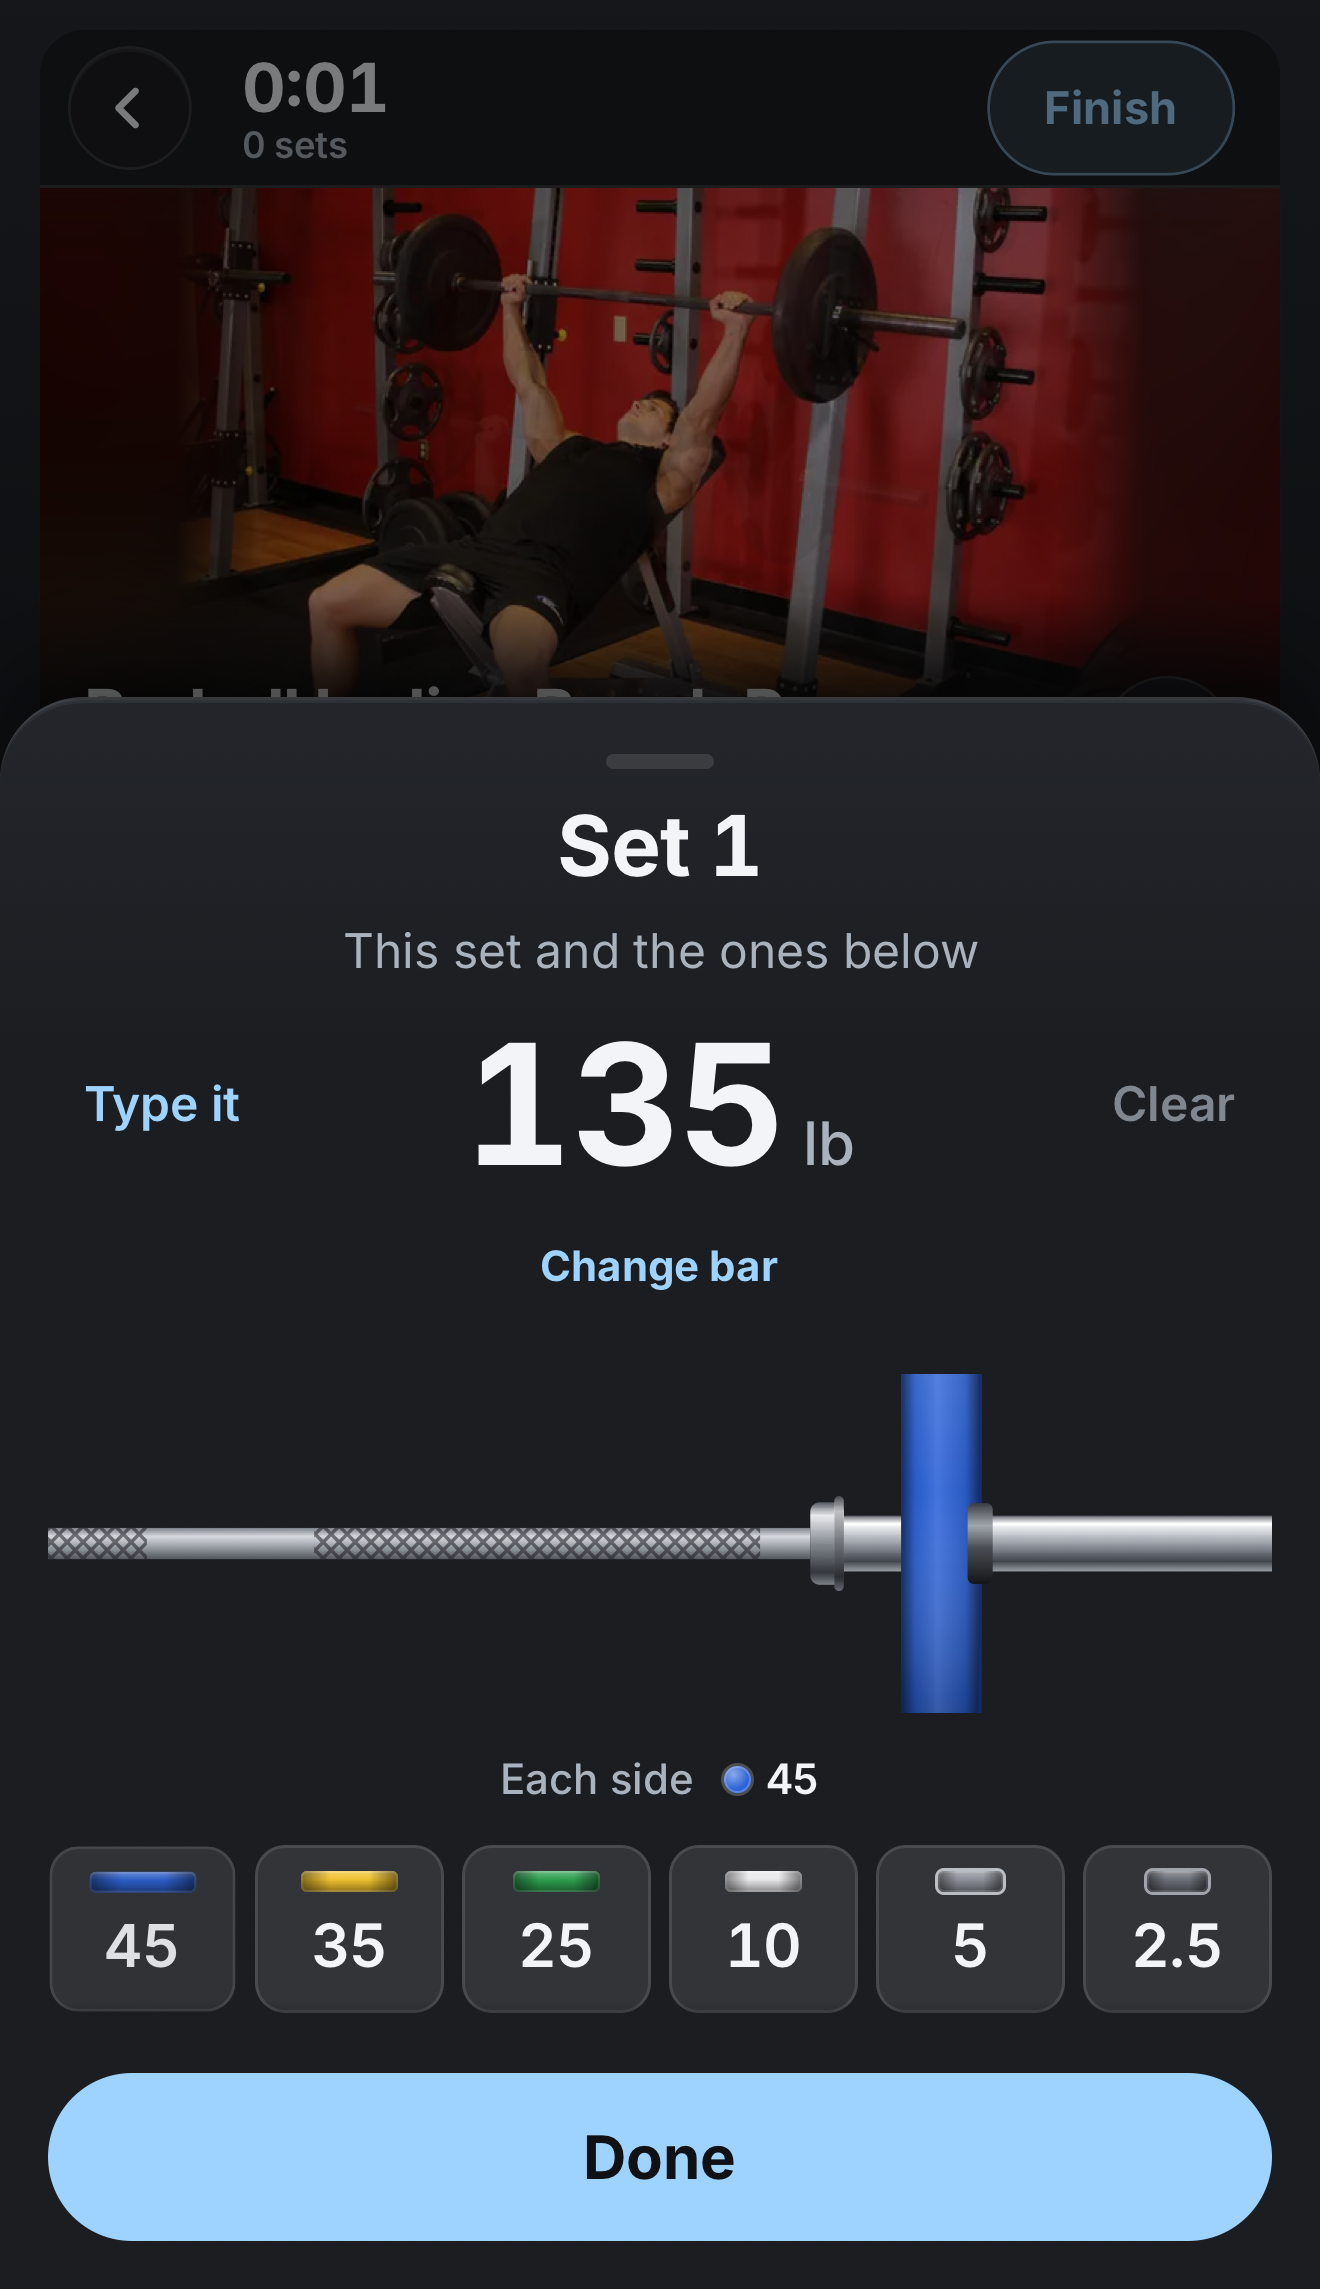 0:01
0 sets
Finish
Set 1
This set and the ones below
Type it
135 lb
Clear
Change bar
Each side 45
45 35 25 10 5 2.5
Done